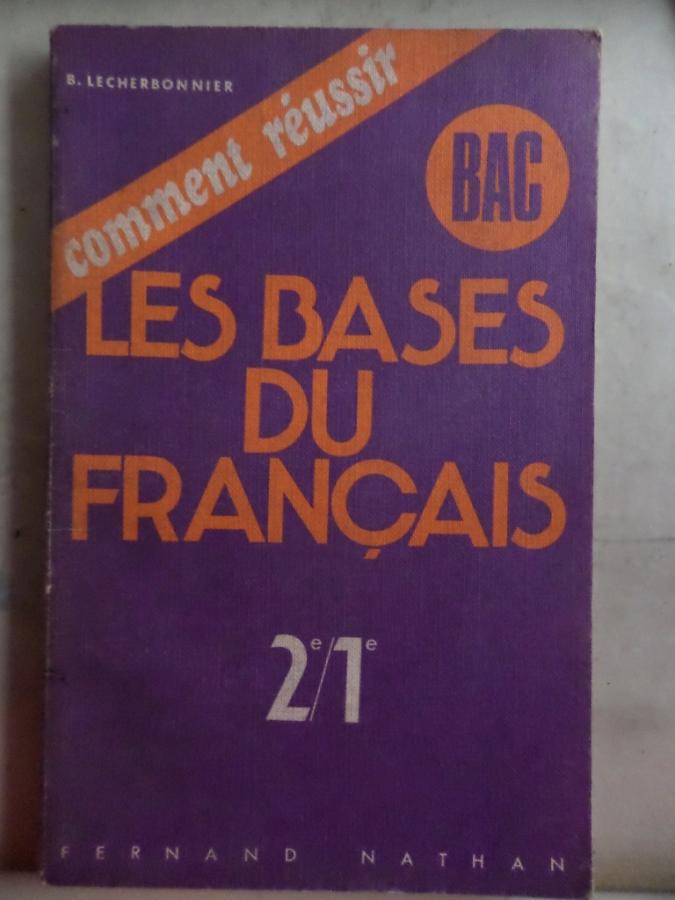 B. LECHERBONNIER
comment réussir
BAC
LES BASES
DU
FRANÇAIS
2e/1e
FERNAND NATHAN